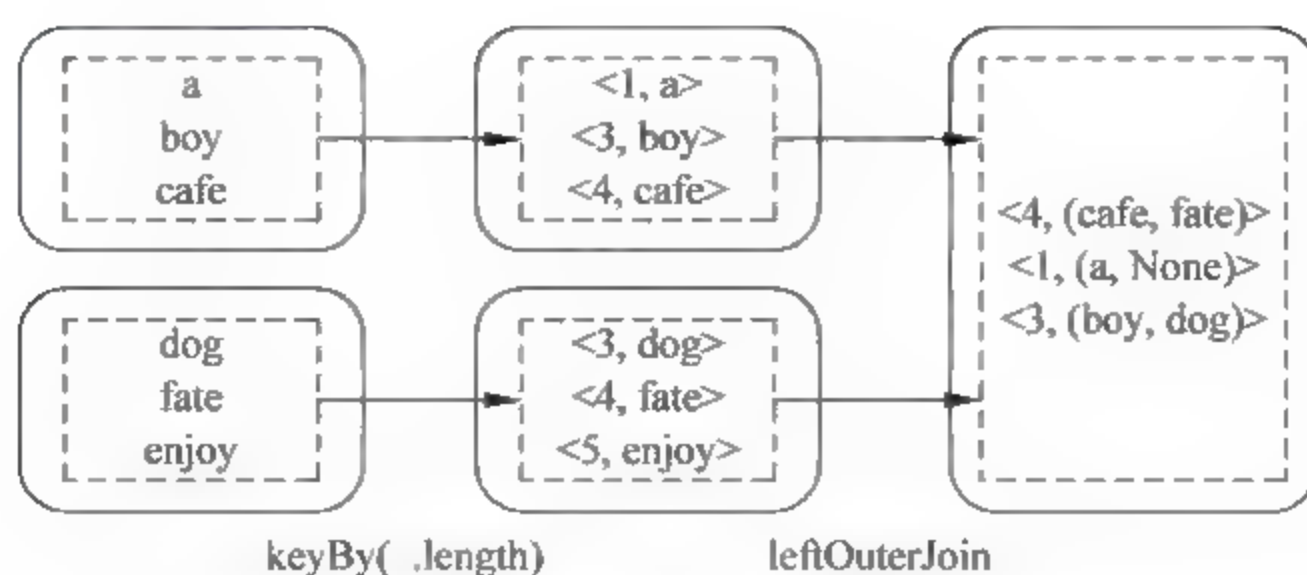 a
boy
cafe
<1, a>
<3, boy>
<4, cafe>
dog
fate
enjoy
<3, dog>
<4, fate>
<5, enjoy>
<4, (cafe, fate)>
<1, (a, None)>
<3, (boy, dog)>
keyBy( .length)
leftOuterJoin